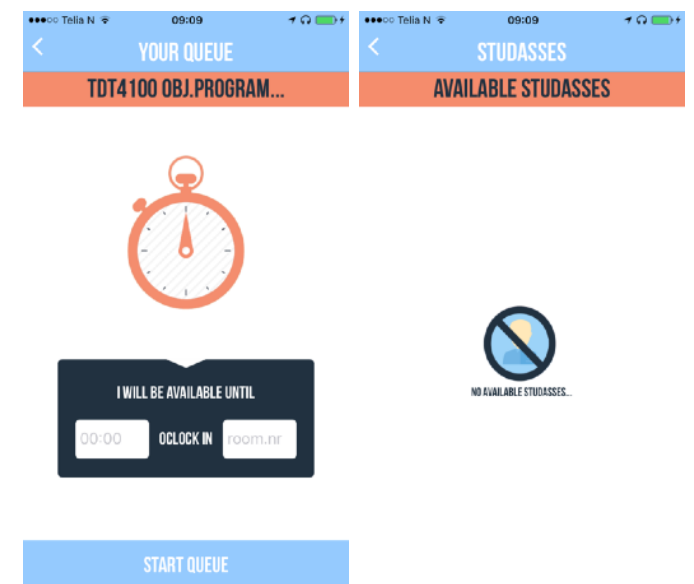 Telia N 09:09
YOUR QUEUE
TDT4100 OBJ.PROGRAM...
I WILL BE AVAILABLE UNTIL
00:00 OCLOCK IN room.nr
START QUEUE
Telia N 09:09
STUDASSES
AVAILABLE STUDASSES
NO AVAILABLE STUDASSES...